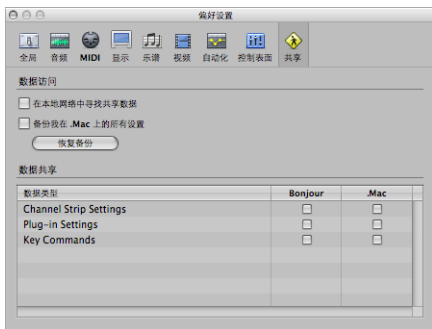 偏好设置
全局 音频 MIDI 显示 乐谱 视频 自动化 控制表面 共享
数据访问
在本地网络中寻找共享数据
备份我在 .Mac 上的所有设置
恢复备份
数据共享
数据类型 Bonjour .Mac
Channel Strip Settings
Plug-in Settings
Key Commands